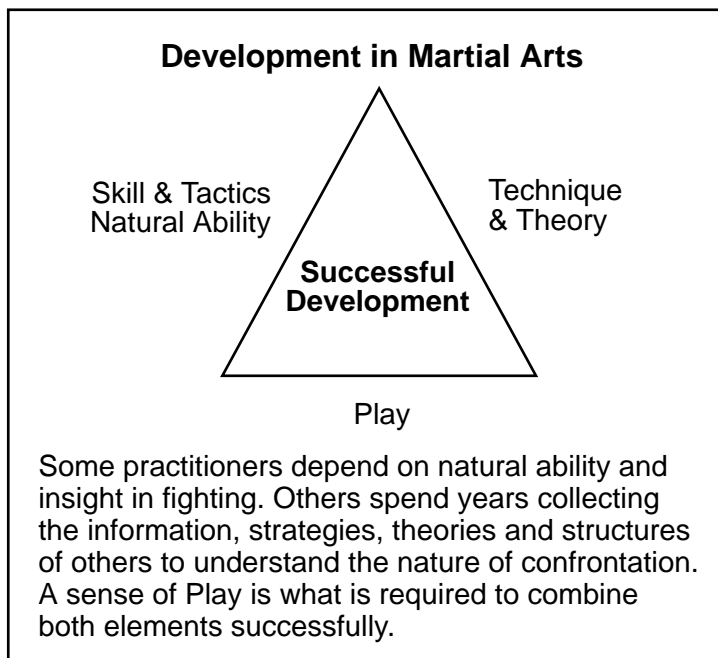 Development in Martial Arts
Skill & Tactics
Natural Ability
Technique
& Theory
Successful
Development
Play
Some practitioners depend on natural ability and
insight in fighting. Others spend years collecting
the information, strategies, theories and structures
of others to understand the nature of confrontation.
A sense of Play is what is required to combine
both elements successfully.